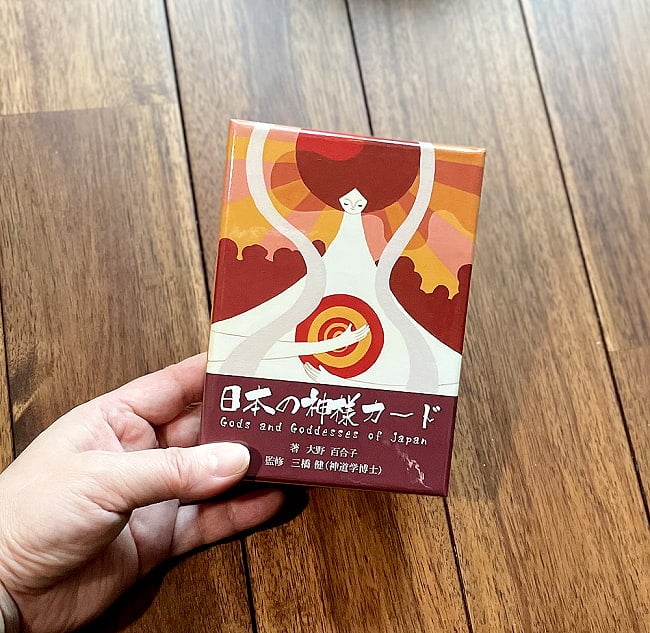 日本の神様カード
Gods and Goddesses of Japan
著 大野 百合子
監修 三橋 健(神道学博士)